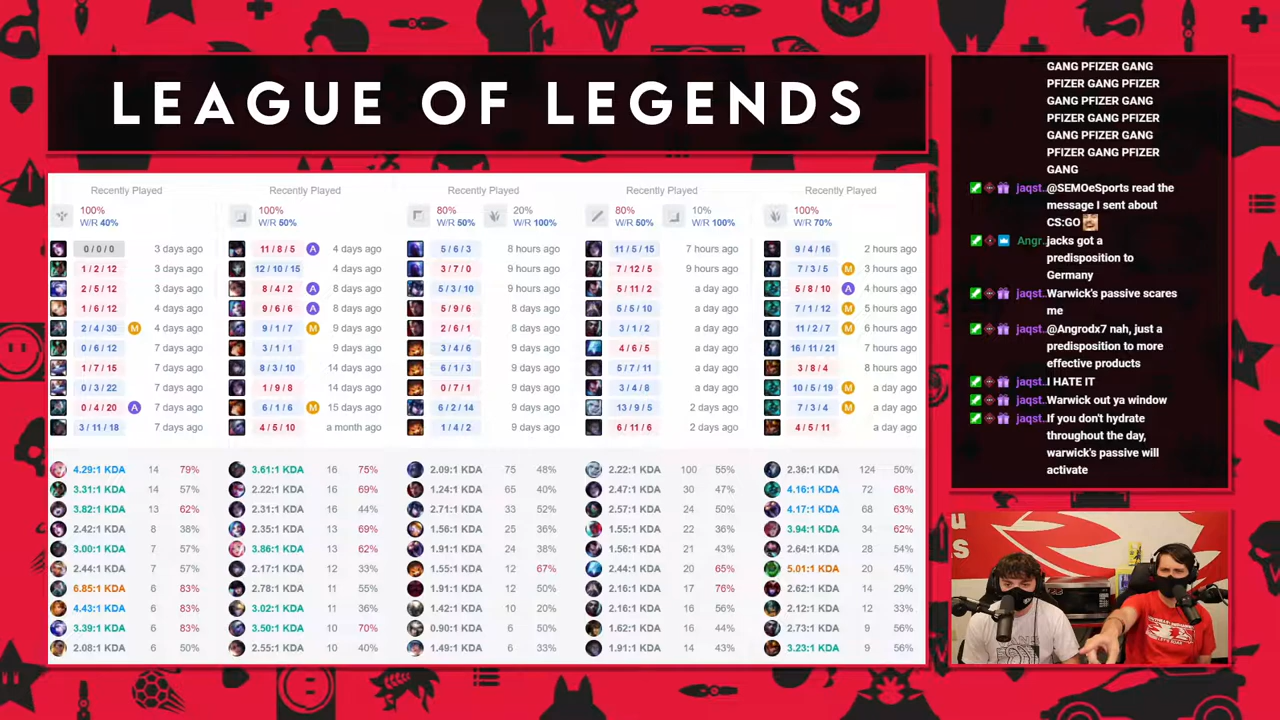 LEAGUE OF LEGENDS
Recently Played Recently Played Recently Played Recently Played Recently Played
100% 100% 80% 20% 80% 10% 100%
W/R 40% W/R 50% W/R 50% W/R 100% W/R 50% W/R 100% W/R 70%
0 / 0 / 0 3 days ago 11 / 8 / 5 A 4 days ago 5 / 6 / 3 8 hours ago 11 / 5 / 15 7 hours ago 9 / 4 / 16 2 hours ago
1 / 2 / 12 3 days ago 12 / 10 / 15 4 days ago 3 / 7 / 0 9 hours ago 7 / 12 / 5 9 hours ago 7 / 3 / 5 M 3 hours ago
2 / 5 / 12 3 days ago 8 / 4 / 2 A 8 days ago 5 / 3 / 10 9 hours ago 5 / 11 / 2 a day ago 5 / 8 / 10 A 4 hours ago
1 / 6 / 12 4 days ago 9 / 6 / 6 A 8 days ago 5 / 9 / 6 8 days ago 5 / 5 / 10 a day ago 7 / 1 / 12 M 5 hours ago
2 / 4 / 30 M 4 days ago 9 / 1 / 7 M 9 days ago 2 / 6 / 1 8 days ago 3 / 1 / 2 a day ago 11 / 2 / 7 M 6 hours ago
0 / 6 / 12 7 days ago 3 / 1 / 1 9 days ago 3 / 4 / 6 9 days ago 4 / 6 / 5 a day ago 16 / 11 / 21 7 hours ago
1 / 7 / 15 7 days ago 8 / 3 / 10 14 days ago 6 / 1 / 3 9 days ago 5 / 7 / 11 a day ago 3 / 8 / 4 8 hours ago
0 / 3 / 22 7 days ago 1 / 9 / 8 14 days ago 0 / 7 / 1 9 days ago 3 / 4 / 8 a day ago 10 / 5 / 19 M a day ago
0 / 4 / 20 A 7 days ago 6 / 1 / 6 M 15 days ago 6 / 2 / 14 9 days ago 13 / 9 / 5 2 days ago 7 / 3 / 4 M a day ago
3 / 11 / 18 7 days ago 4 / 5 / 10 a month ago 1 / 4 / 2 9 days ago 6 / 11 / 6 2 days ago 4 / 5 / 11 a day ago
4.29:1 KDA 14 79% 3.61:1 KDA 16 75% 2.09:1 KDA 75 48% 2.22:1 KDA 100 55% 2.36:1 KDA 124 50%
3.31:1 KDA 14 57% 2.22:1 KDA 16 69% 1.24:1 KDA 65 40% 2.47:1 KDA 30 47% 4.16:1 KDA 72 68%
3.82:1 KDA 13 62% 2.31:1 KDA 16 44% 2.71:1 KDA 33 52% 2.57:1 KDA 24 50% 4.17:1 KDA 68 63%
2.42:1 KDA 8 38% 2.35:1 KDA 13 69% 1.56:1 KDA 25 36% 1.55:1 KDA 22 36% 3.94:1 KDA 34 62%
3.00:1 KDA 7 57% 3.86:1 KDA 13 62% 1.91:1 KDA 24 38% 1.56:1 KDA 21 43% 2.64:1 KDA 28 54%
2.44:1 KDA 7 57% 2.17:1 KDA 12 33% 1.55:1 KDA 12 67% 2.44:1 KDA 20 65% 5.01:1 KDA 20 45%
6.85:1 KDA 6 83% 2.78:1 KDA 11 55% 1.91:1 KDA 12 50% 2.16:1 KDA 17 76% 2.62:1 KDA 14 29%
4.43:1 KDA 6 83% 3.02:1 KDA 11 36% 1.42:1 KDA 10 20% 2.16:1 KDA 16 56% 2.12:1 KDA 12 33%
3.39:1 KDA 6 83% 3.50:1 KDA 10 70% 0.90:1 KDA 6 50% 1.62:1 KDA 16 44% 2.73:1 KDA 9 56%
2.08:1 KDA 6 50% 2.55:1 KDA 10 40% 1.49:1 KDA 6 33% 1.91:1 KDA 14 43% 3.23:1 KDA 9 56%
GANG PFIZER GANG
PFIZER GANG PFIZER
GANG PFIZER GANG
PFIZER GANG PFIZER
GANG PFIZER GANG
PFIZER GANG PFIZER
GANG
jaqst.. @SEMOeSports read the
message I sent about
CS:GO
Angr.. jacks got a
predisposition to
Germany
jaqst.. Warwick's passive scares
me
jaqst.. @Angrodx7 nah, just a
predisposition to more
effective products
jaqst.. I HATE IT
jaqst.. Warwick out ya window
jaqst.. If you don't hydrate
throughout the day,
warwick's passive will
activate
u
s